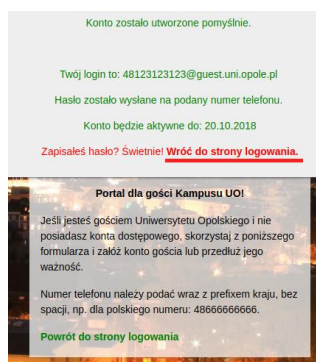 Konto zostało utworzone pomyślnie.
Twój login to: 48123123123@guest.uni.opole.pl
Hasło zostało wysłane na podany numer telefonu.
Konto będzie aktywne do: 20.10.2018
Zapisałeś hasło? Świetnie! Wróć do strony logowania.
Portal dla gości Kampusu UO!
Jeśli jesteś gościem Uniwersytetu Opolskiego i nie
posiadasz konta dostępowego, skorzystaj z poniższego
formularza i załóż konto gościa lub przedłuż jego
ważność.
Numer telefonu należy podać wraz z prefixem kraju, bez
spacji, np. dla polskiego numeru: 48666666666.
Powrót do strony logowania